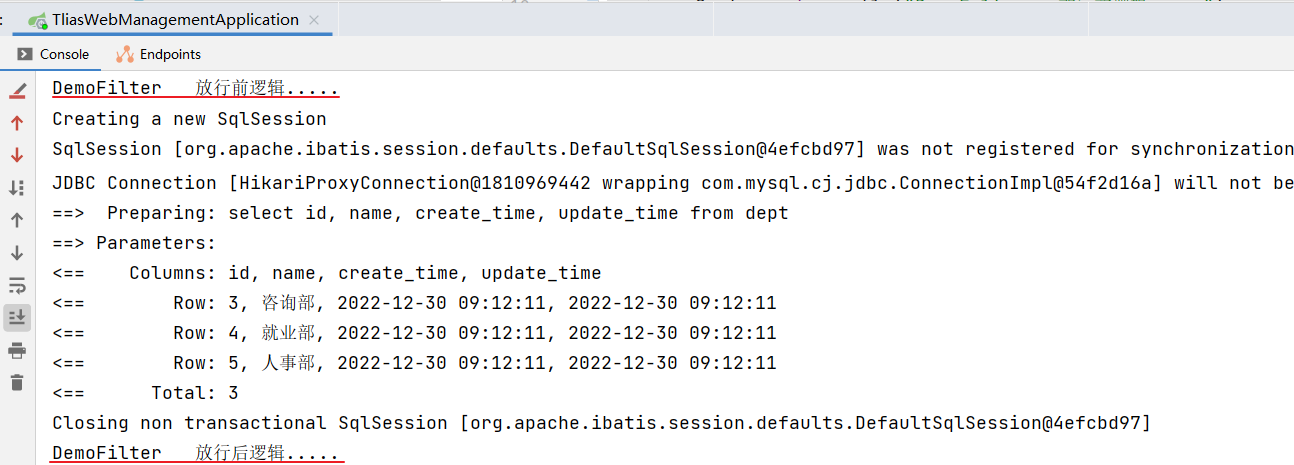 TliasWebManagementApplication
Console Endpoints
DemoFilter   放行前逻辑.....
Creating a new SqlSession
SqlSession [org.apache.ibatis.session.defaults.DefaultSqlSession@4efcbd97] was not registered for synchronization
JDBC Connection [HikariProxyConnection@1810969442 wrapping com.mysql.cj.jdbc.ConnectionImpl@54f2d16a] will not be
==>  Preparing: select id, name, create_time, update_time from dept
==> Parameters:
<==    Columns: id, name, create_time, update_time
<==        Row: 3, 咨询部, 2022-12-30 09:12:11, 2022-12-30 09:12:11
<==        Row: 4, 就业部, 2022-12-30 09:12:11, 2022-12-30 09:12:11
<==        Row: 5, 人事部, 2022-12-30 09:12:11, 2022-12-30 09:12:11
<==      Total: 3
Closing non transactional SqlSession [org.apache.ibatis.session.defaults.DefaultSqlSession@4efcbd97]
DemoFilter   放行后逻辑.....